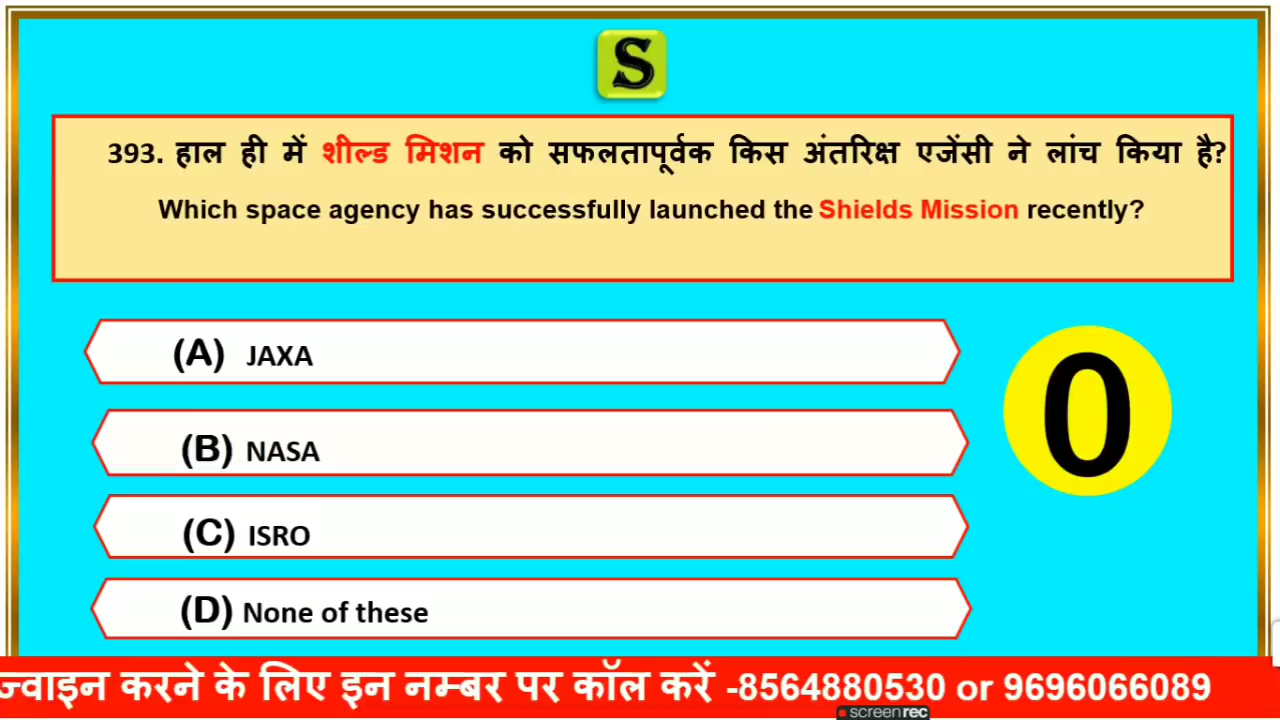 S
393. हाल ही में शील्ड मिशन को सफलतापूर्वक किस अंतरिक्ष एजेंसी ने लांच किया है?
Which space agency has successfully launched the Shields Mission recently?
(A) JAXA
0
(B) NASA
(C) ISRO
(D) None of these
ज्वाइन करने के लिए इन नम्बर पर कॉल करें -8564880530 or 9696066089
screenrec